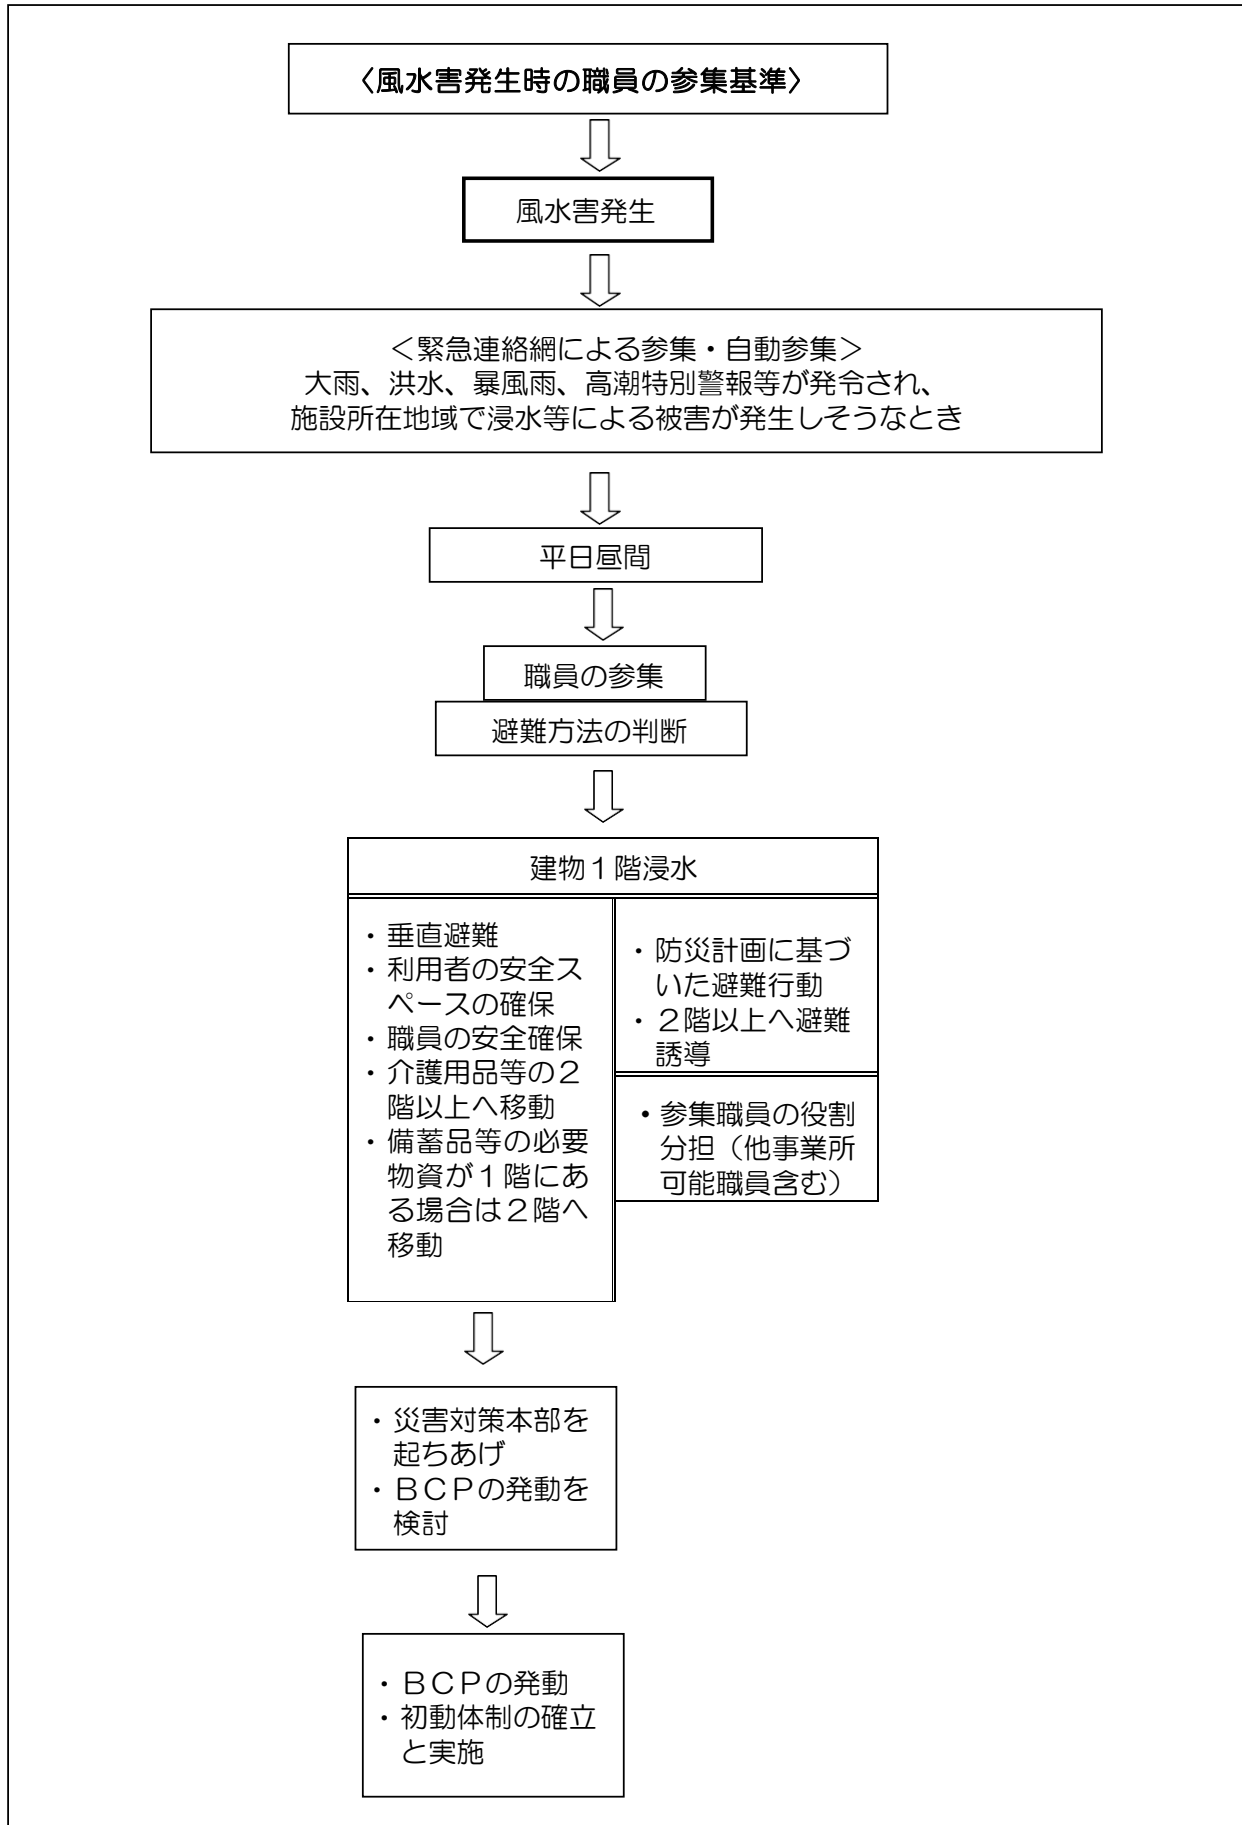 〈風水害発生時の職員の参集基準〉
風水害発生
＜緊急連絡網による参集・自動参集＞
大雨、洪水、暴風雨、高潮特別警報等が発令され、
施設所在地域で浸水等による被害が発生しそうなとき
平日昼間
職員の参集
避難方法の判断
建物１階浸水
・垂直避難
・利用者の安全ス
ペースの確保
・職員の安全確保
・介護用品等の２
階以上へ移動
・備蓄品等の必要
物資が１階にあ
る場合は２階へ
移動
・防災計画に基づ
いた避難行動
・２階以上へ避難
誘導
・参集職員の役割
分担（他事業所
可能職員含む）
・災害対策本部を
起ちあげ
・ＢＣＰの発動を
検討
・ＢＣＰの発動
・初動体制の確立
と実施